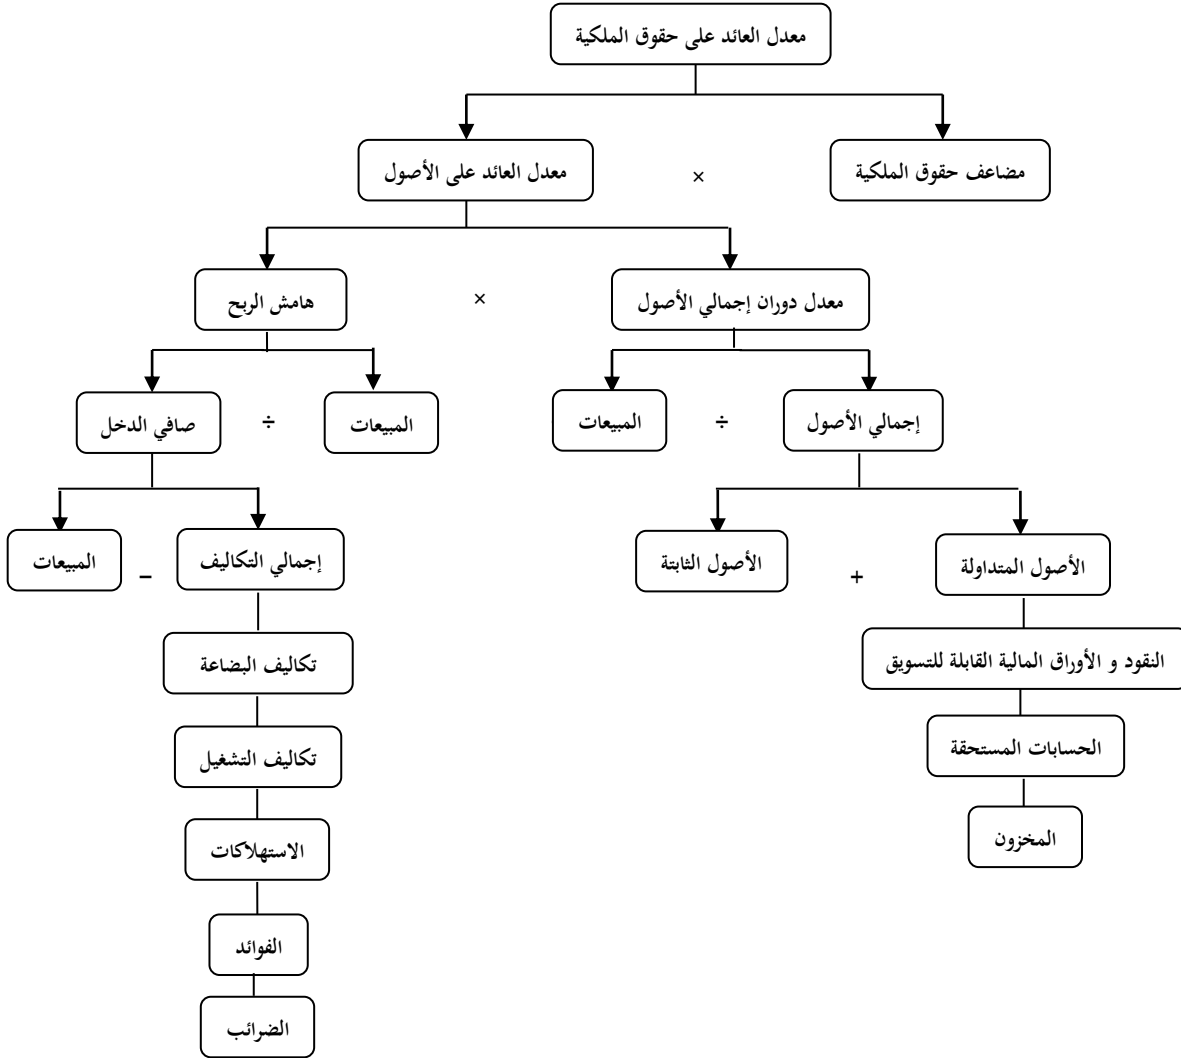 معدل العائد على حقوق الملكية
معدل العائد على الأصول
×
مضاعف حقوق الملكية
هامش الربح
×
معدل دوران إجمالي الأصول
صافي الدخل
÷
المبيعات
المبيعات
÷
إجمالي الأصول
المبيعات
–
إجمالي التكاليف
الأصول الثابتة
+
الأصول المتداولة
تكاليف البضاعة
النقود و الأوراق المالية القابلة للتسويق
تكاليف التشغيل
الحسابات المستحقة
الاستهلاكات
المخزون
الفوائد
الضرائب